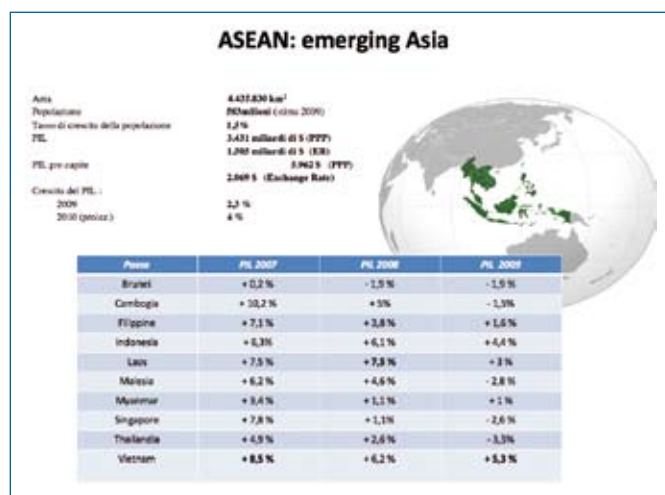 ASEAN: emerging Asia
Area 4.435.830 km²
Popolazione 583milioni (stima 2009)
Tasso di crescita della popolazione 1,3%
PIL 3.431 miliardi di $ (PPP)
miliardi di $ (ER)
PIL pro capite 5.962 $ (PPP)
2.069 $ (Exchange Rate)
Crescita del PIL :
2009 2,3 %
2010 (proiez.) 4 %
Paese PIL 2007 PIL 2008 PIL 2009
Brunei + 0,2 % - 1,9 % - 1,9 %
Cambogia + 10,2 % + 5% - 1,5%
Filippine + 7,1 % + 3,8 % + 1,6 %
Indonesia + 6,3% + 6,1 % + 4,4 %
Laos + 7,5 % + 7,5 % + 3 %
Malesia + 6,2 % + 4,6 % - 2,8 %
Myanmar + 3,4 % + 1,1 % + 1 %
Singapore + 7,8 % + 1,1% - 2,6 %
Thailandia + 4,9 % + 2,6 % - 3,5%
Vietnam + 8,5 % + 6,2 % + 5,3 %